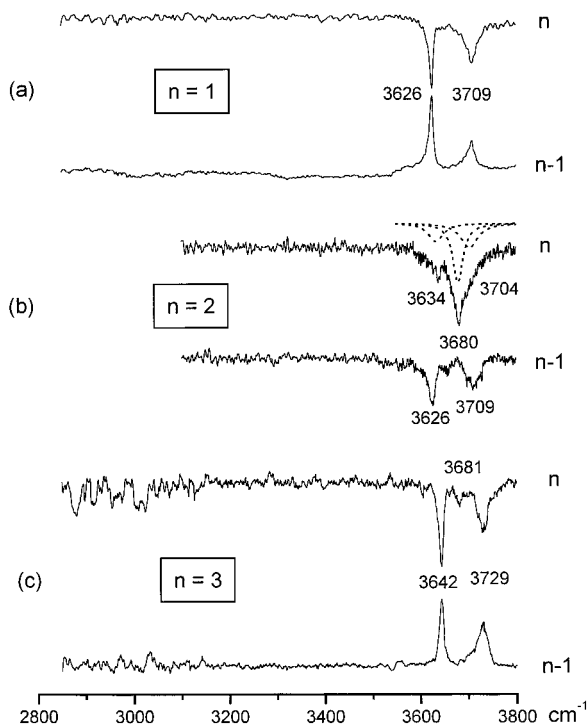 n
(a)
n = 1
3626
3709
n-1
n
3634
3704
(b)
n = 2
3680
n-1
3626
3709
3681
n
(c)
n = 3
3642
3729
n-1
2800 3000 3200 3400 3600 3800 cm-1